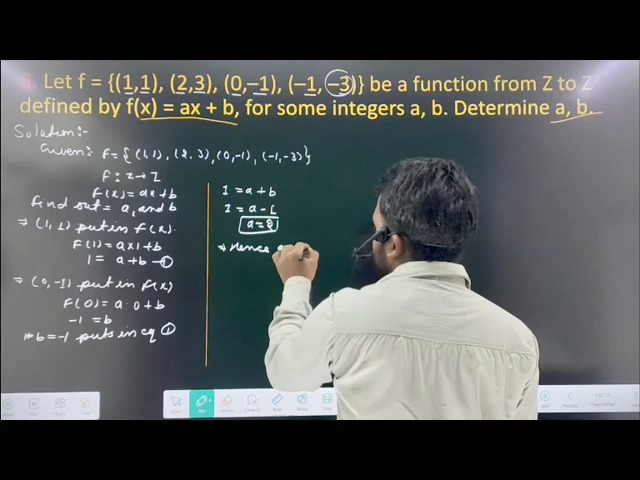 8. Let f = {(1,1), (2,3), (0,−1), (−1, −3)} be a function from Z to Z
defined by f(x) = ax + b, for some integers a, b. Determine a, b.
Solution:-
Given: f = {(1,1), (2,3), (0,-1), (-1,-3)}
f: Z → Z
f(x) = ax+b
find out = a, and b
⇒ (1, 1) put in f(x).
f(1) = a×1+b
1 = a+b -①
⇒ (0, -1) put in f(x)
f(0) = a·0+b
-1 = b
b=-1 puts in eq ①
1 = a+b
1 = a-1
a=2
⇒ Hence